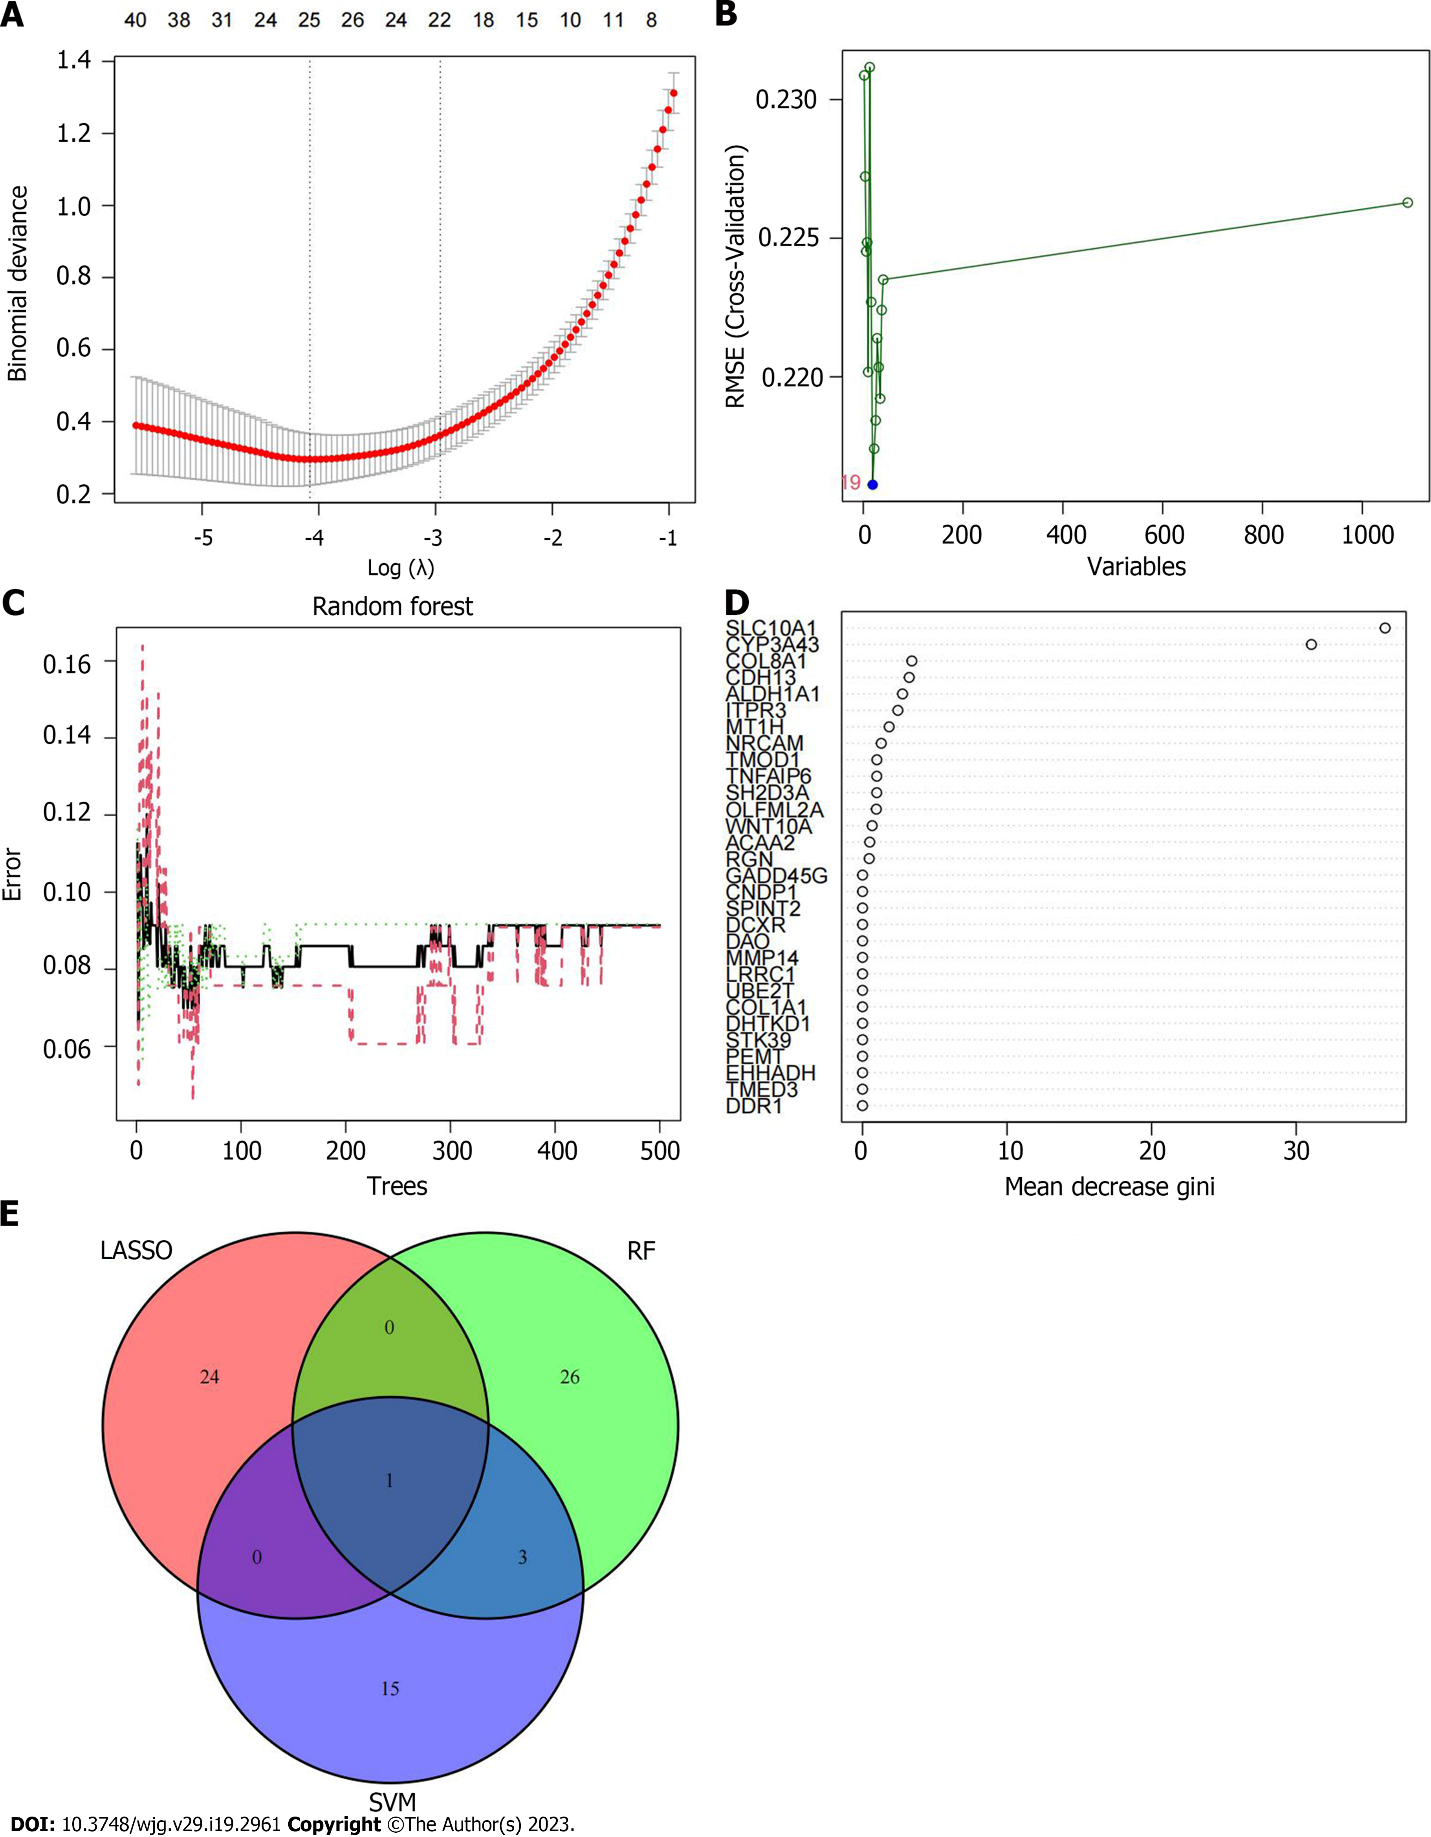 A
40 38 31 24 25 26 24 22 18 15 10 11 8
1.4
1.2
1.0
0.8
0.6
0.4
0.2
Binomial deviance
-5 -4 -3 -2 -1
Log (λ)
B
0.230
0.225
0.220
RMSE (Cross-Validation)
19
0 200 400 600 800 1000
Variables
C
Random forest
0.16
0.14
0.12
0.10
0.08
0.06
Error
0 100 200 300 400 500
Trees
D
SLC10A1
CYP3A43
COL8A1
CDH13
ALDH1A1
ITPR3
MT1H
NRCAM
TMOD1
TNFAIP6
SH2D3A
OLFML2A
WNT10A
ACAA2
RGN
GADD45G
CNDP1
SPINT2
DCXR
DAO
MMP14
LRRC1
UBE2T
COL1A1
DHTKD1
STK39
PEMT
EHHADH
TMED3
DDR1
0 10 20 30
Mean decrease gini
E
LASSO RF
0
24 26
1
0 3
15
SVM
DOI: 10.3748/wjg.v29.i19.2961 Copyright ©The Author(s) 2023.